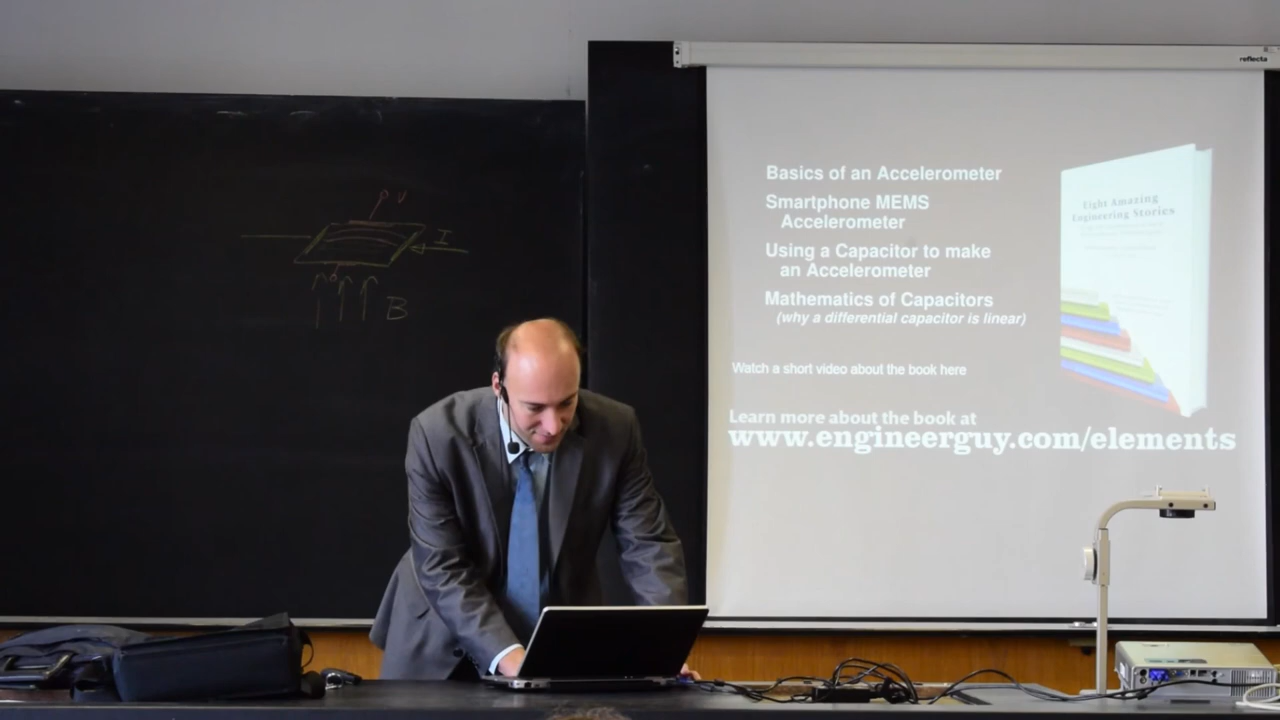 reflecta
Basics of an Accelerometer
Smartphone MEMS
Accelerometer
Using a Capacitor to make
an Accelerometer
Mathematics of Capacitors
(why a differential capacitor is linear)
Watch a short video about the book here
Learn more about the book at
www.engineerguy.com/elements
Eight Amazing
Engineering Stories
I
B